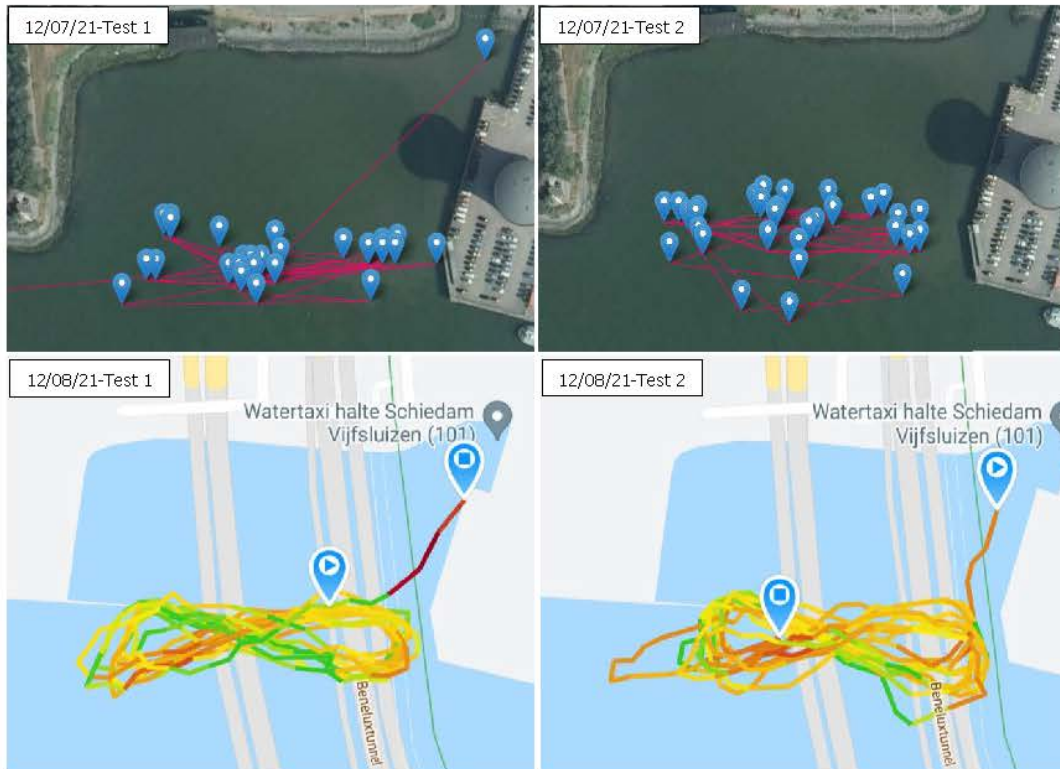 12/07/21-Test 1
12/07/21-Test 2
12/08/21-Test 1
Watertaxi halte Schiedam
Vijfsluizen (101)
Beneluxtunnel
12/08/21-Test 2
Watertaxi halte Schiedam
Vijfsluizen (101)
Beneluxtunnel